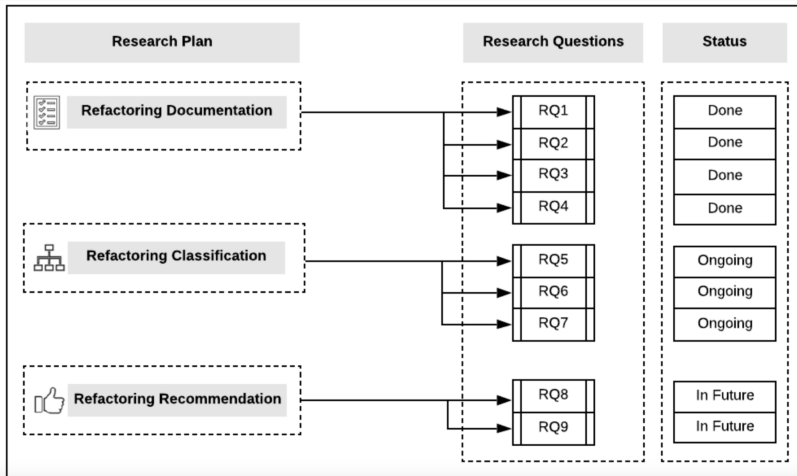 Research Plan
Research Questions
Status
Refactoring Documentation
RQ1
Done
RQ2
Done
RQ3
Done
RQ4
Done
Refactoring Classification
RQ5
Ongoing
RQ6
Ongoing
RQ7
Ongoing
Refactoring Recommendation
RQ8
In Future
RQ9
In Future